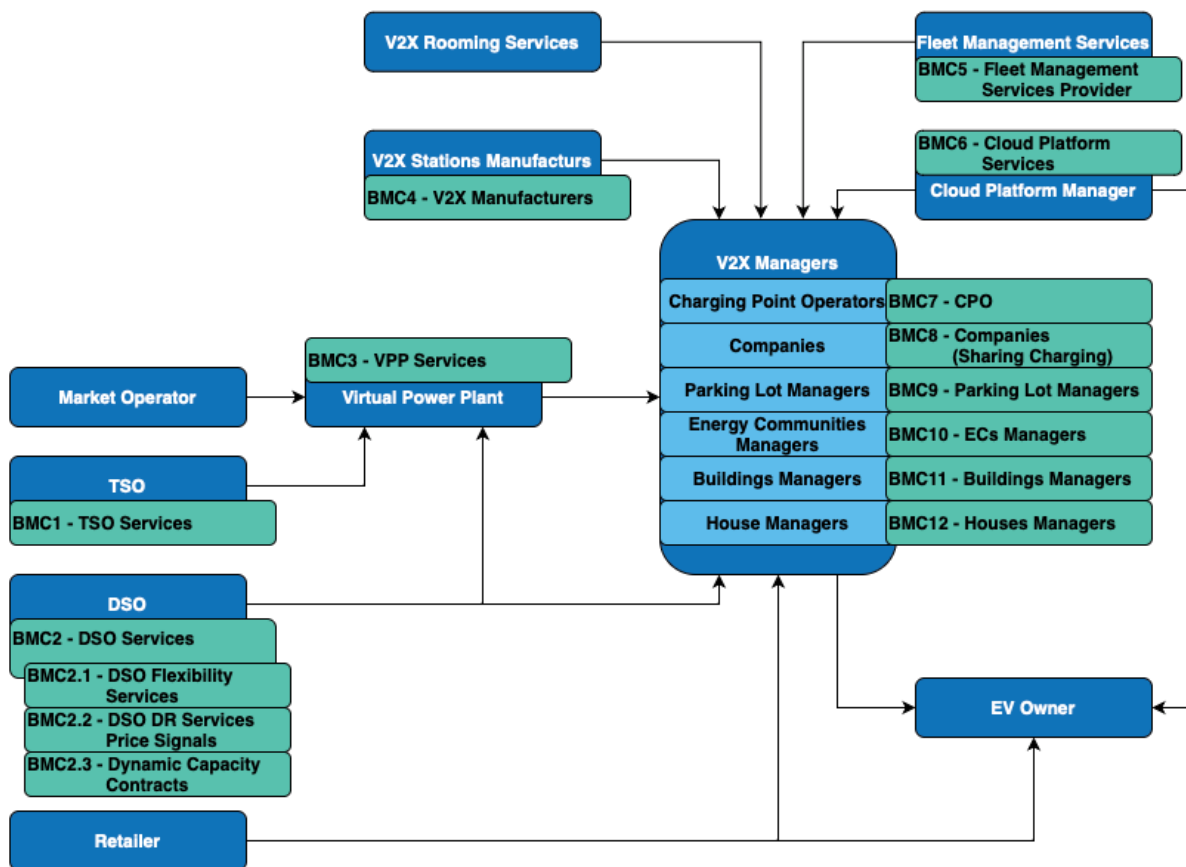 V2X Rooming Services
Fleet Management Services
BMC5 - Fleet Management
Services Provider
V2X Stations Manufacturs
BMC4 - V2X Manufacturers
BMC6 - Cloud Platform
Services
Cloud Platform Manager
V2X Managers
Charging Point Operators
BMC7 - CPO
Companies
BMC8 - Companies
(Sharing Charging)
Parking Lot Managers
BMC9 - Parking Lot Managers
Energy Communities
Managers
BMC10 - ECs Managers
Buildings Managers
BMC11 - Buildings Managers
House Managers
BMC12 - Houses Managers
BMC3 - VPP Services
Virtual Power Plant
Market Operator
TSO
BMC1 - TSO Services
DSO
BMC2 - DSO Services
BMC2.1 - DSO Flexibility
Services
BMC2.2 - DSO DR Services
Price Signals
BMC2.3 - Dynamic Capacity
Contracts
EV Owner
Retailer